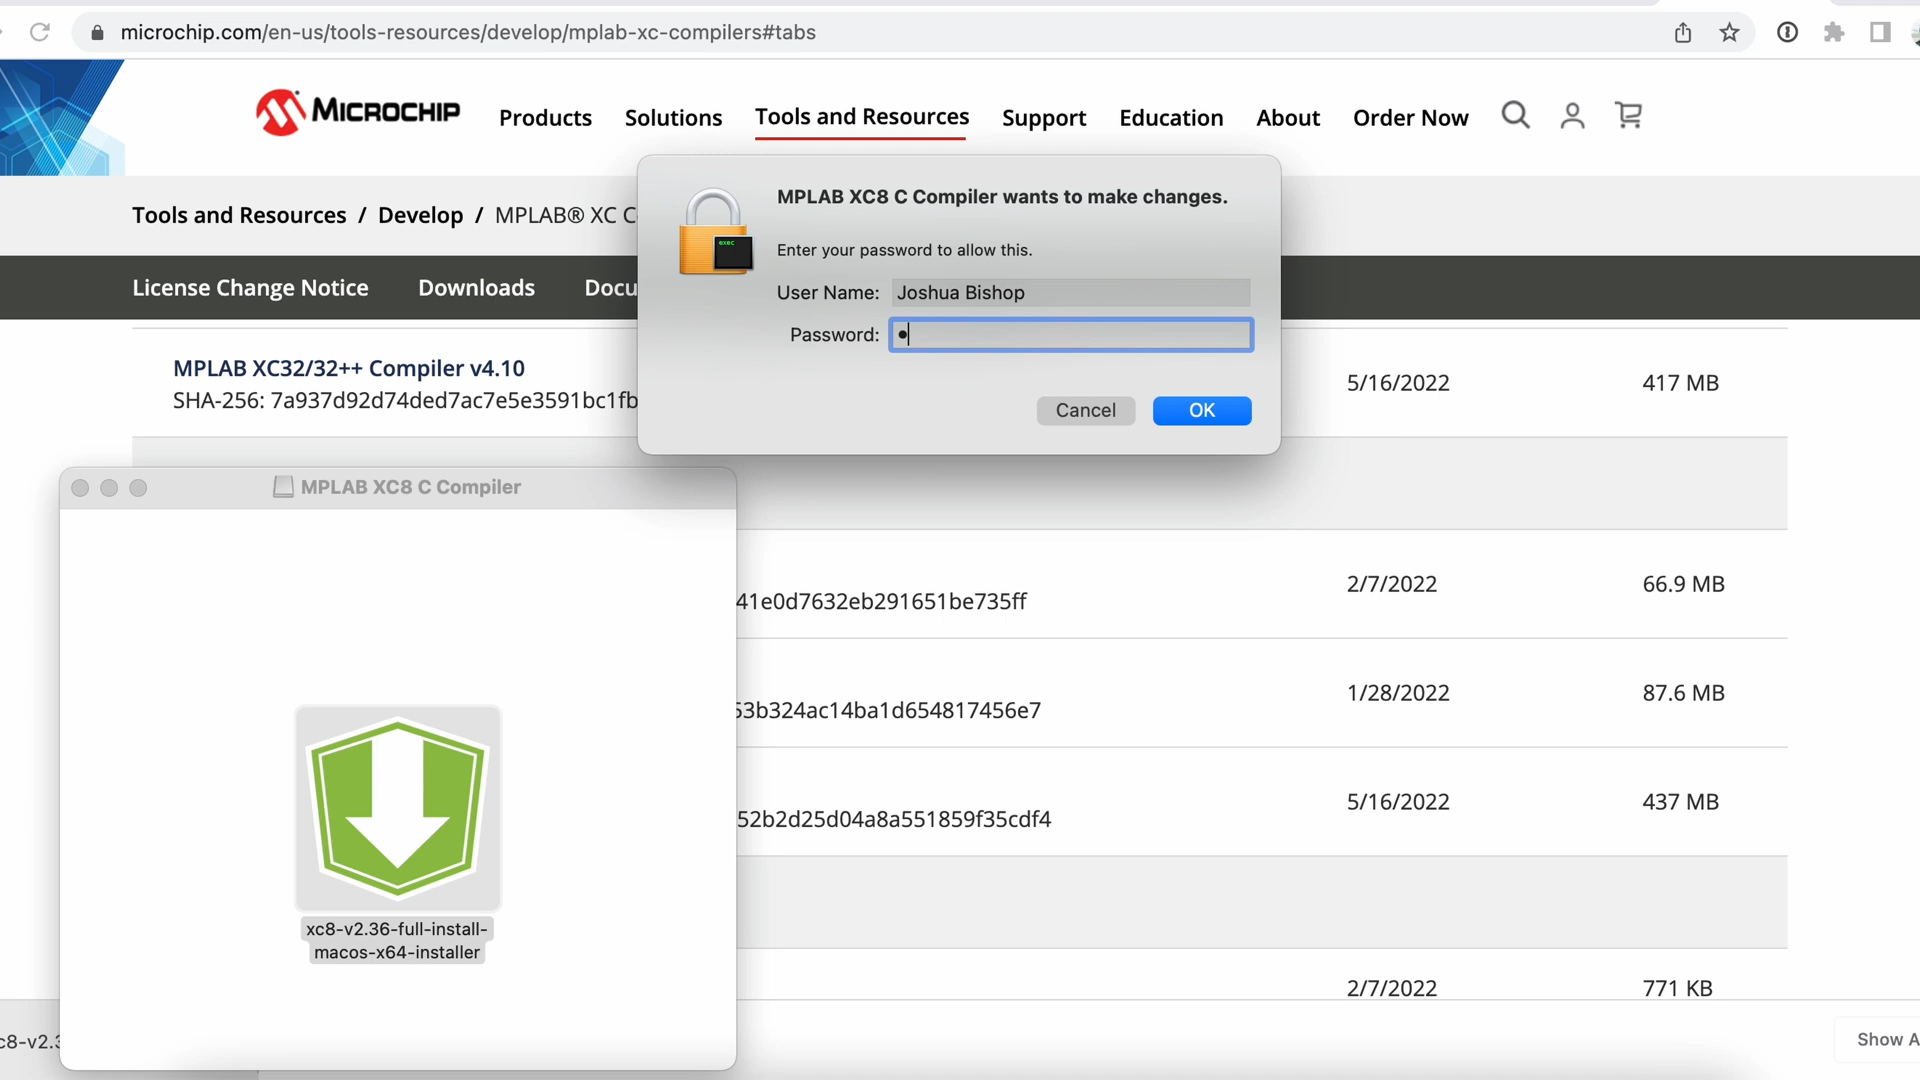 microchip.com/en-us/tools-resources/develop/mplab-xc-compilers#tabs
MICROCHIP
Products Solutions Tools and Resources Support Education About Order Now
Tools and Resources / Develop / MPLAB® XC C
License Change Notice Downloads Docu
MPLAB XC8 C Compiler wants to make changes.
exec
Enter your password to allow this.
User Name: Joshua Bishop
Password:
Cancel OK
MPLAB XC32/32++ Compiler v4.10
SHA-256: 7a937d92d74ded7ac7e5e3591bc1fb
5/16/2022 417 MB
MPLAB XC8 C Compiler
41e0d7632eb291651be735ff
2/7/2022 66.9 MB
53b324ac14ba1d654817456e7
1/28/2022 87.6 MB
52b2d25d04a8a551859f35cdf4
5/16/2022 437 MB
xc8-v2.36-full-install-
macos-x64-installer
2/7/2022 771 KB
c8-v2.3
Show A